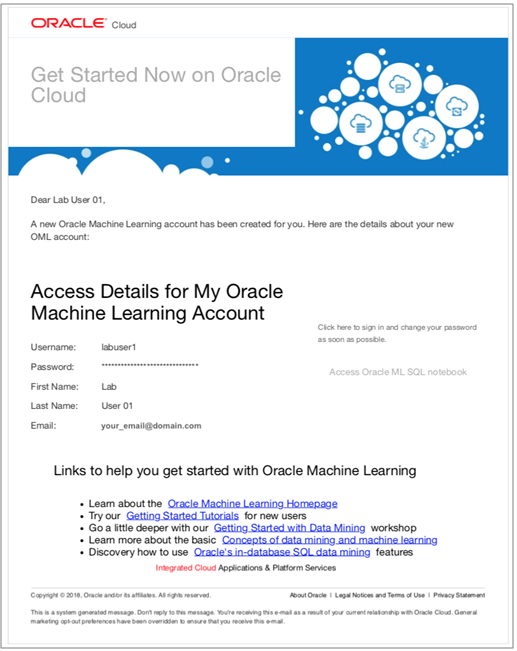 ORACLE® Cloud
Get Started Now on Oracle
Cloud
Dear Lab User 01,
A new Oracle Machine Learning account has been created for you. Here are the details about your new
OML account:
Access Details for My Oracle
Machine Learning Account
Click here to sign in and change your password
as soon as possible.
Access Oracle ML SQL notebook
Username: labuser1
Password: ******************************
First Name: Lab
Last Name: User 01
Email: your_email@domain.com
Links to help you get started with Oracle Machine Learning
• Learn about the Oracle Machine Learning Homepage
• Try our Getting Started Tutorials for new users
• Go a little deeper with our Getting Started with Data Mining workshop
• Learn more about the basic Concepts of data mining and machine learning
• Discovery how to use Oracle's in-database SQL data mining features
Integrated Cloud Applications & Platform Services
Copyright © 2018, Oracle and/or its affiliates. All rights reserved. About Oracle | Legal Notices and Terms of Use | Privacy Statement
This is a system generated message. Don't reply to this message. You're receiving this e-mail as a result of your current relationship with Oracle Cloud. General
marketing opt-out preferences have been overridden to ensure that you receive this e-mail.